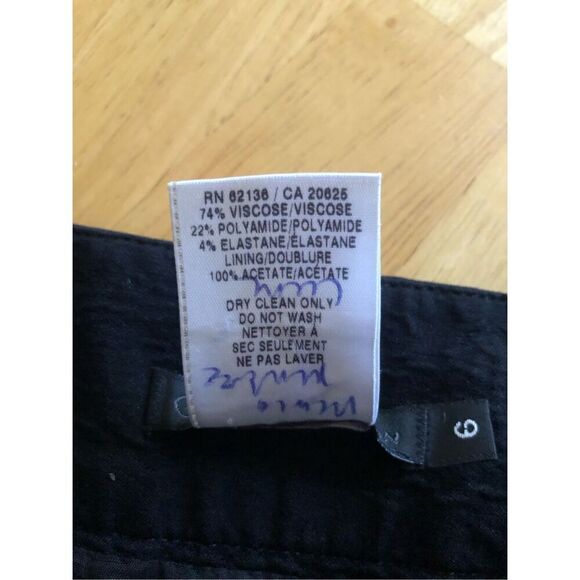 RN 62136 / CA 20625
74% VISCOSE/VISCOSE
22% POLYAMIDE/POLYAMIDE
4% ELASTANE/ÉLASTANE
LINING/DOUBLURE
100% ACETATE/ACÉTATE
DRY CLEAN ONLY
DO NOT WASH
NETTOYER À
SEC SEULEMENT
NE PAS LAVER
6